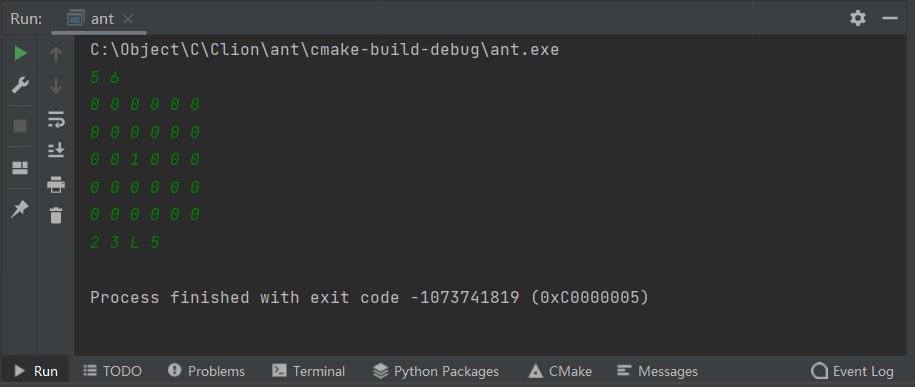 Run: ant
C:\Object\C\Clion\ant\cmake-build-debug\ant.exe
5 6
0 0 0 0 0 0
0 0 0 0 0 0
0 0 1 0 0 0
0 0 0 0 0 0
0 0 0 0 0 0
2 3 L 5
Process finished with exit code -1073741819 (0xC0000005)
Run TODO Problems Terminal Python Packages CMake Messages Event Log